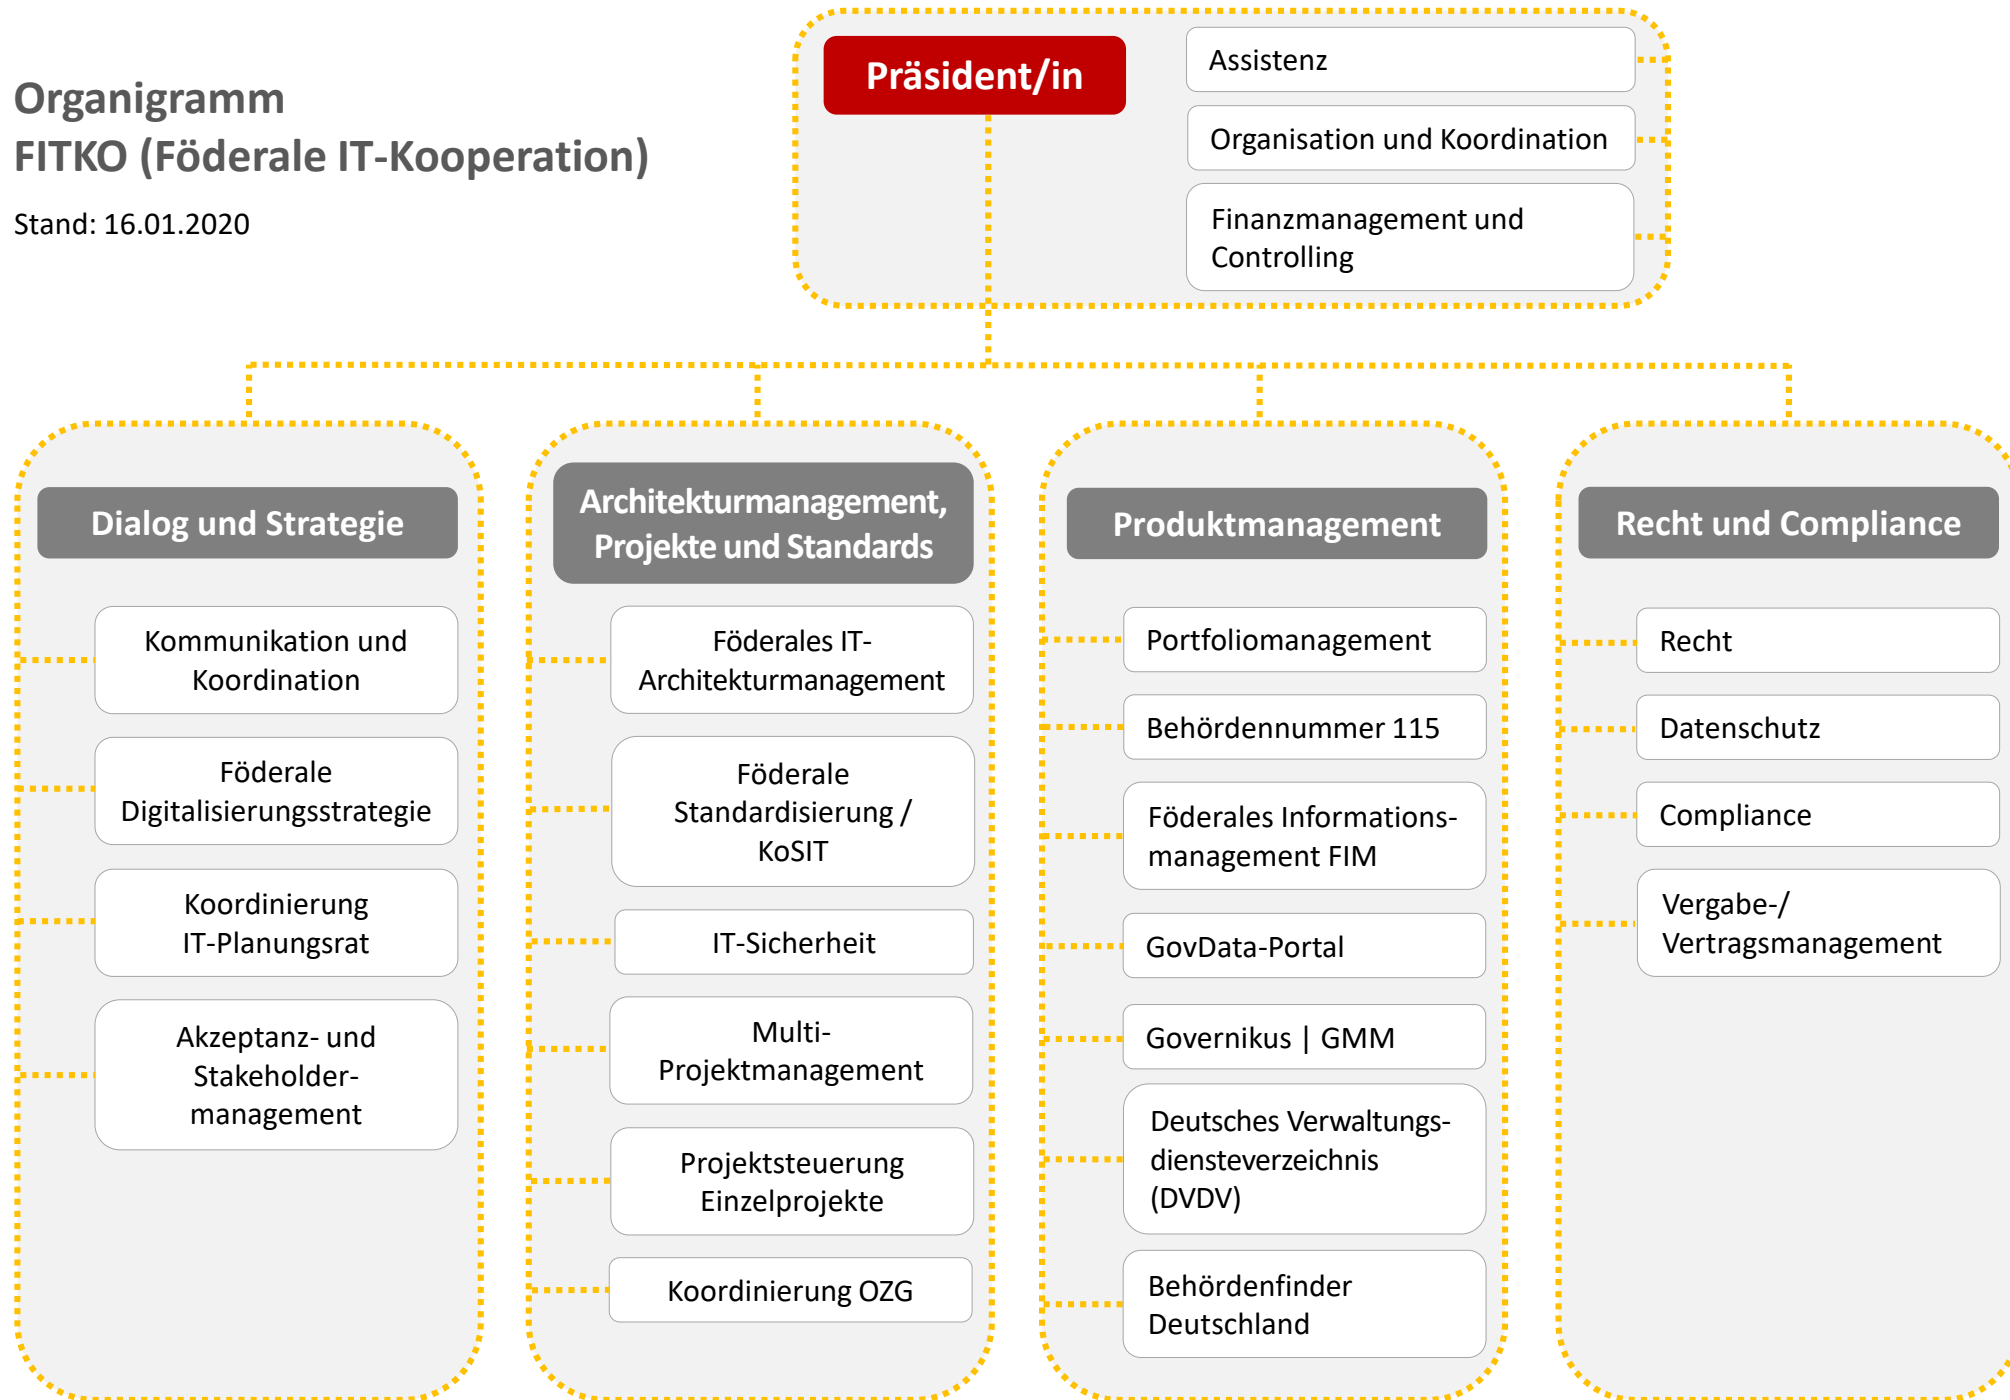 Organigramm
FITKO (Föderale IT-Kooperation)
Stand: 16.01.2020
Präsident/in
Assistenz
Organisation und Koordination
Finanzmanagement und
Controlling
Dialog und Strategie
Kommunikation und
Koordination
Föderale
Digitalisierungsstrategie
Koordinierung
IT-Planungsrat
Akzeptanz- und
Stakeholder-
management
Architekturmanagement,
Projekte und Standards
Föderales IT-
Architekturmanagement
Föderale
Standardisierung /
KoSIT
IT-Sicherheit
Multi-
Projektmanagement
Projektsteuerung
Einzelprojekte
Koordinierung OZG
Produktmanagement
Portfoliomanagement
Behördennummer 115
Föderales Informations-
management FIM
GovData-Portal
Governikus | GMM
Deutsches Verwaltungs-
diensteverzeichnis
(DVDV)
Behördenfinder
Deutschland
Recht und Compliance
Recht
Datenschutz
Compliance
Vergabe-/
Vertragsmanagement